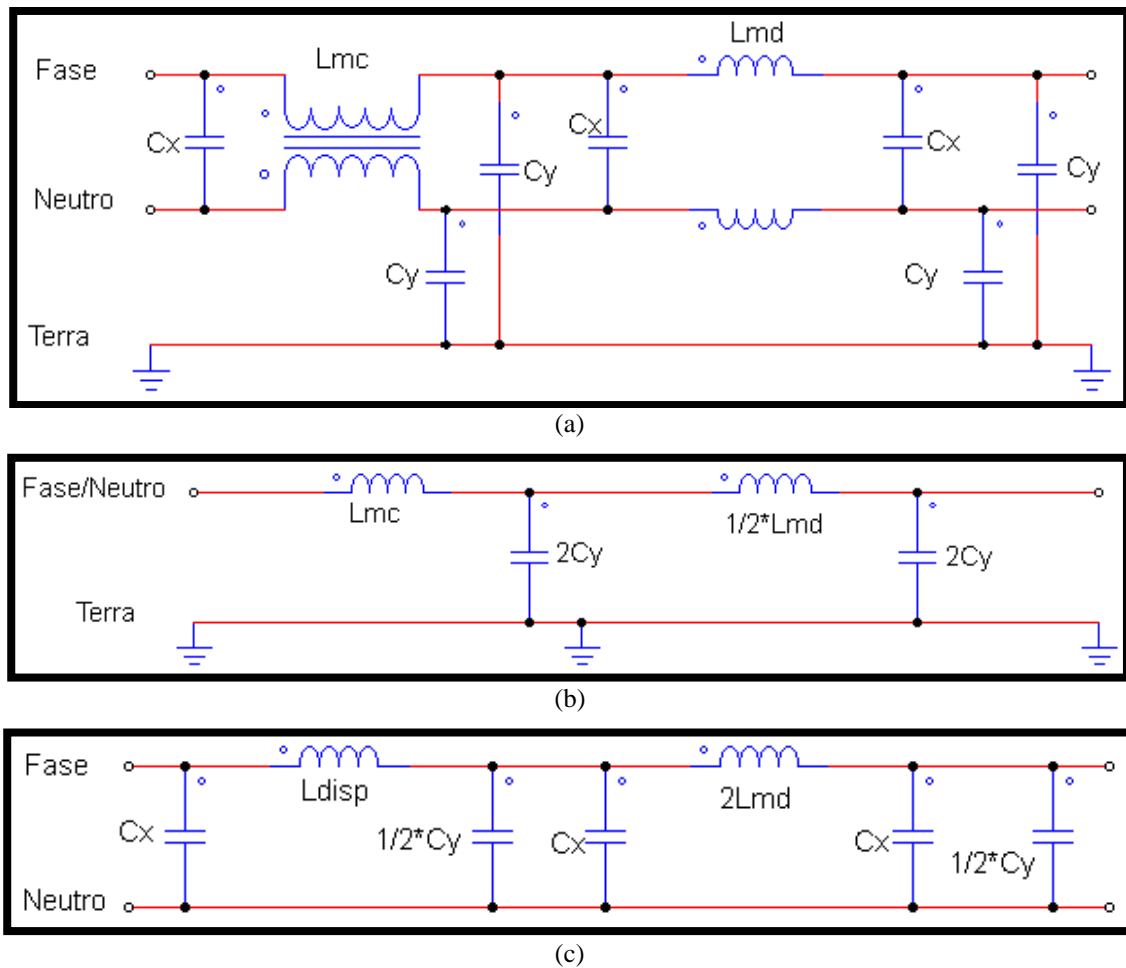 Lmd
Fase
Lmc
Cx
Cx
Cx
Cy
Cy
Neutro
Cy
Cy
Terra
(a)
Fase/Neutro
Lmc
1/2*Lmd
2Cy
2Cy
Terra
(b)
Fase
Ldisp
2Lmd
Cx
1/2*Cy
Cx
Cx
1/2*Cy
Neutro
(c)